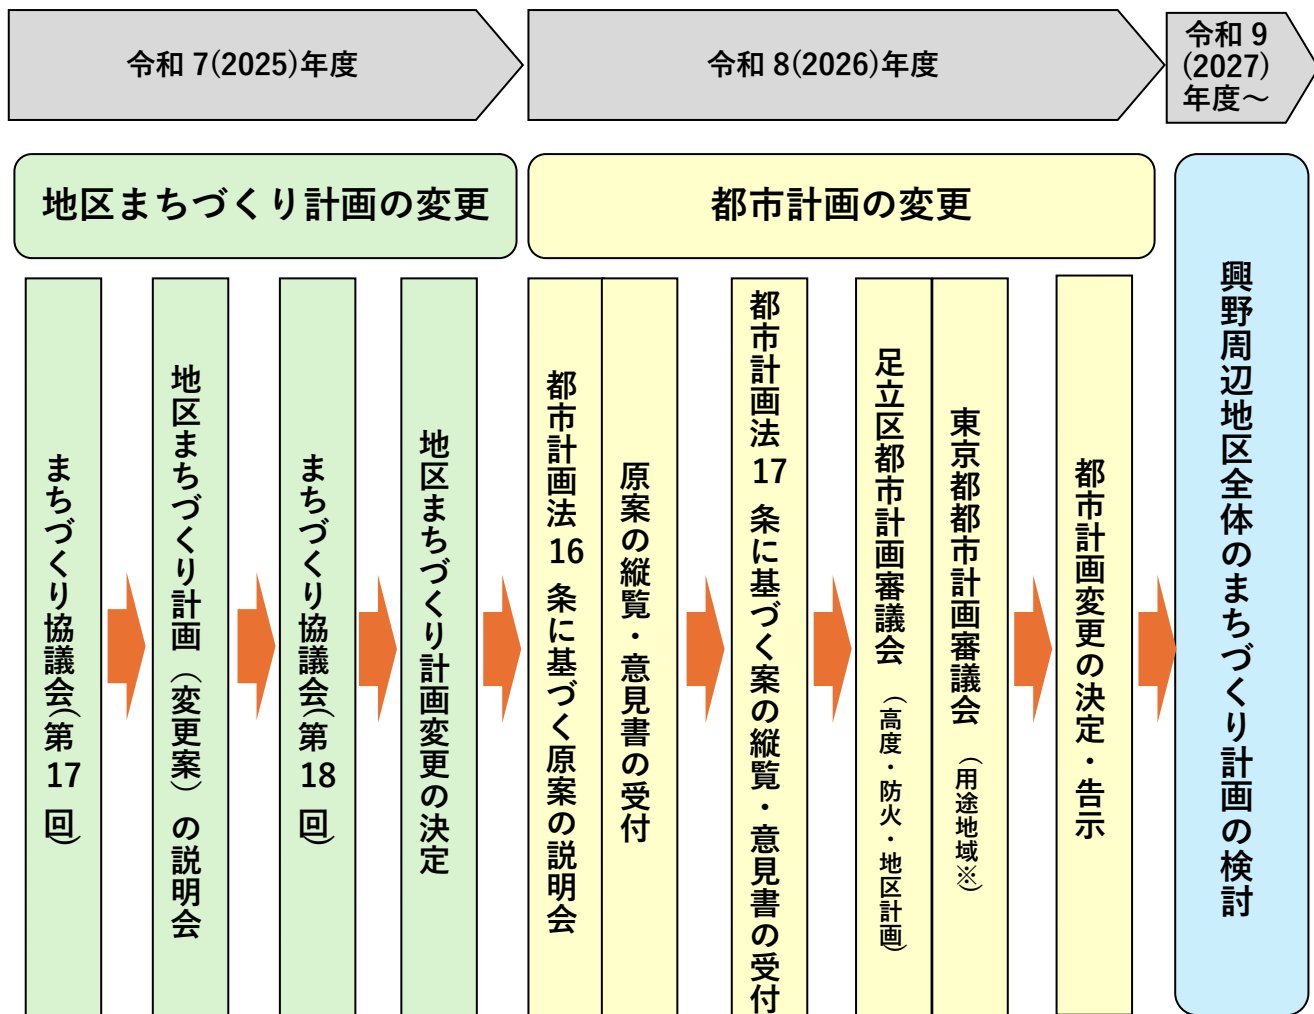 令和 7(2025)年度
令和 8(2026)年度
令和 9
(2027)
年度～
地区まちづくり計画の変更
都市計画の変更
まちづくり協議会（第 17 回）
地区まちづくり計画（変更案）の説明会
まちづくり協議会（第 18 回）
地区まちづくり計画変更の決定
都市計画法 16 条に基づく原案の説明会
原案の縦覧・意見書の受付
都市計画法 17 条に基づく案の縦覧・意見書の受付
足立区都市計画審議会（高度・防火・地区計画）
東京都都市計画審議会（用途地域※）
都市計画変更の決定・告示
興野周辺地区全体のまちづくり計画の検討